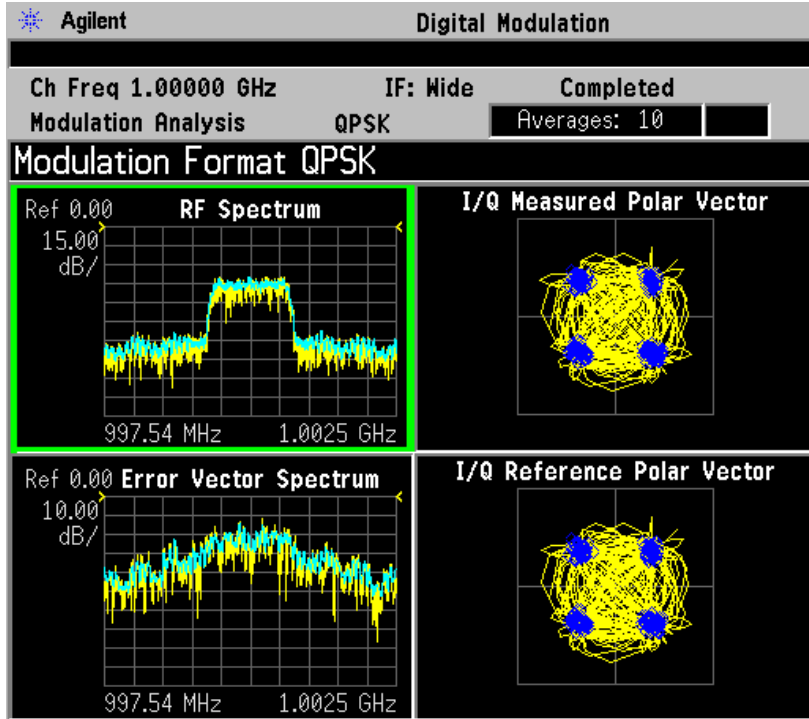 Agilent Digital Modulation
Ch Freq 1.00000 GHz IF: Wide Completed
Modulation Analysis QPSK Averages: 10
Modulation Format QPSK
Ref 0.00 RF Spectrum
15.00
dB/
997.54 MHz 1.0025 GHz
I/Q Measured Polar Vector
Ref 0.00 Error Vector Spectrum
10.00
dB/
997.54 MHz 1.0025 GHz
I/Q Reference Polar Vector